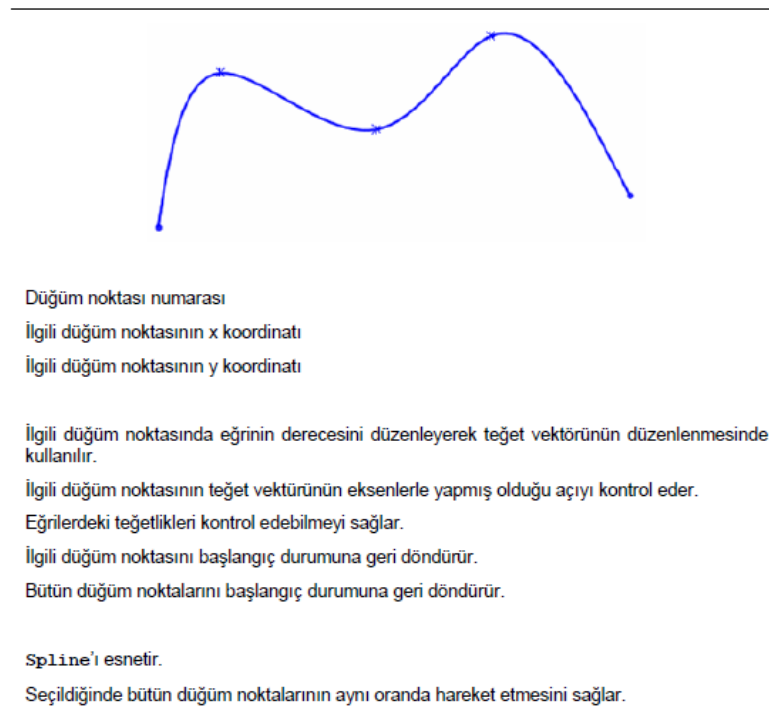 Düğüm noktası numarası
İlgili düğüm noktasının x koordinatı
İlgili düğüm noktasının y koordinatı
İlgili düğüm noktasında eğrinin derecesini düzenleyerek teğet vektörünün düzenlenmesinde
kullanılır.
İlgili düğüm noktasının teğet vektürünün eksenlerle yapmış olduğu açıyı kontrol eder.
Eğrilerdeki teğetlikleri kontrol edebilmeyi sağlar.
İlgili düğüm noktasını başlangıç durumuna geri döndürür.
Bütün düğüm noktalarını başlangıç durumuna geri döndürür.
Spline'ı esnetir.
Seçildiğinde bütün düğüm noktalarının aynı oranda hareket etmesini sağlar.